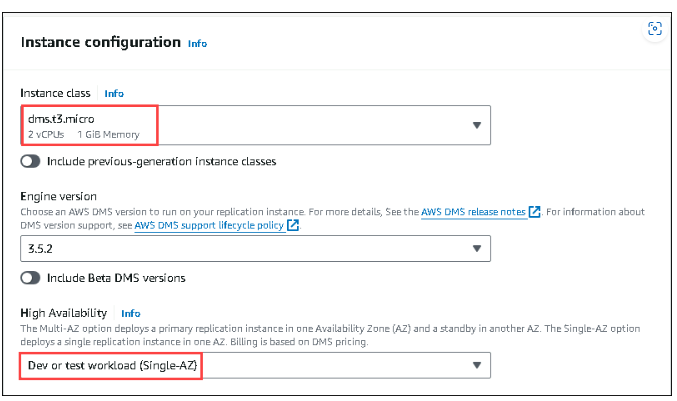 Instance configuration Info
Instance class Info
dms.t3.micro
2 vCPUs 1 GiB Memory
Include previous-generation instance classes
Engine version
Choose an AWS DMS version to run on your replication instance. For more details, See the AWS DMS release notes. For information about
DMS version support, see AWS DMS support lifecycle policy.
3.5.2
Include Beta DMS versions
High Availability Info
The Multi-AZ option deploys a primary replication instance in one Availability Zone (AZ) and a standby in another AZ. The Single-AZ option
deploys a single replication instance in one AZ. Billing is based on DMS pricing.
Dev or test workload (Single-AZ)